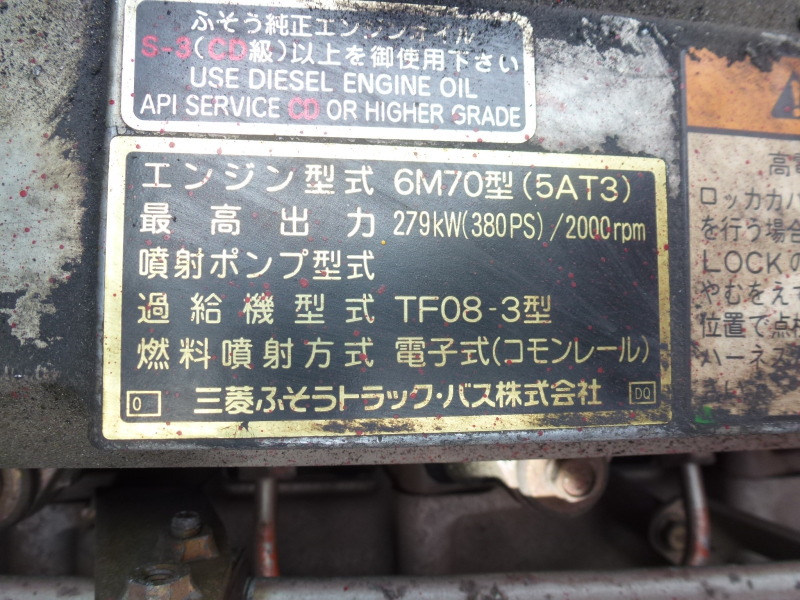 ふそう純正エンジンオイル
S-3(CD級)以上を御使用下さい
USE DIESEL ENGINE OIL
API SERVICE CD OR HIGHER GRADE
エンジン型式 6M70型(5AT3)
最高出力 279kW(380PS)/2000rpm
噴射ポンプ型式
過給機型式 TF08-3型
燃料噴射方式 電子式(コモンレール)
0 三菱ふそうトラック・バス株式会社 DQ
高電
ロッカカバ
を行う場合
LOCKの
やむをえず
位置で点検
ハーネス